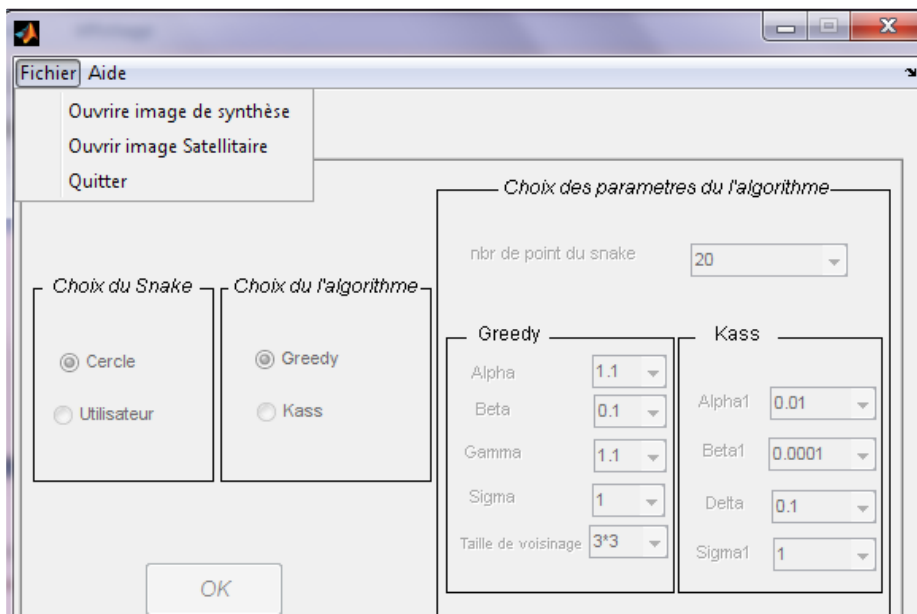 Fichier Aide
Ouvrire image de synthèse
Ouvrir image Satellitaire
Quitter
Choix des parametres du l'algorithme
nbr de point du snake 20
Choix du Snake
Cercle
Utilisateur
Choix du l'algorithme
Greedy
Kass
Greedy
Alpha 1.1
Beta 0.1
Gamma 1.1
Sigma 1
Taille de voisinage 3*3
Kass
Alpha1 0.01
Beta1 0.0001
Delta 0.1
Sigma1 1
OK